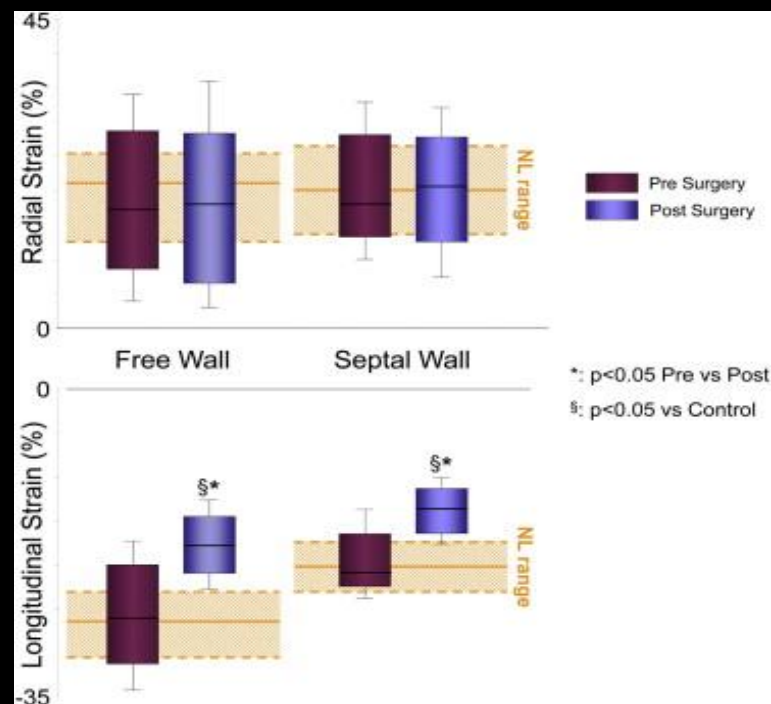 45
Radial Strain (%)
NL range
Pre Surgery
Post Surgery
0
Free Wall
Septal Wall
0
*: p<0.05 Pre vs Post
§: p<0.05 vs Control
Longitudinal Strain (%)
§*
§*
NL range
-35